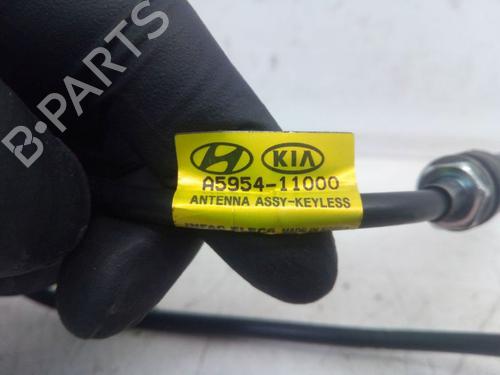 B-PARTS
KIA
A5954-11000
ANTENNA ASSY-KEYLESS